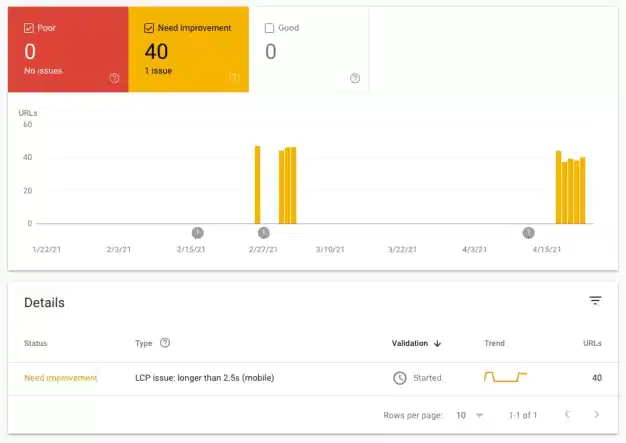 Poor
Need improvement
Good
0
40
0
No issues
1 issue
URLs
60
40
20
0
1/22/21
2/3/21
2/15/21
2/27/21
3/10/21
3/22/21
4/3/21
4/15/21
Details
Status
Type
Validation
Trend
URLs
Need improvement
LCP issue: longer than 2.5s (mobile)
Started
40
Rows per page:
10
1-1 of 1